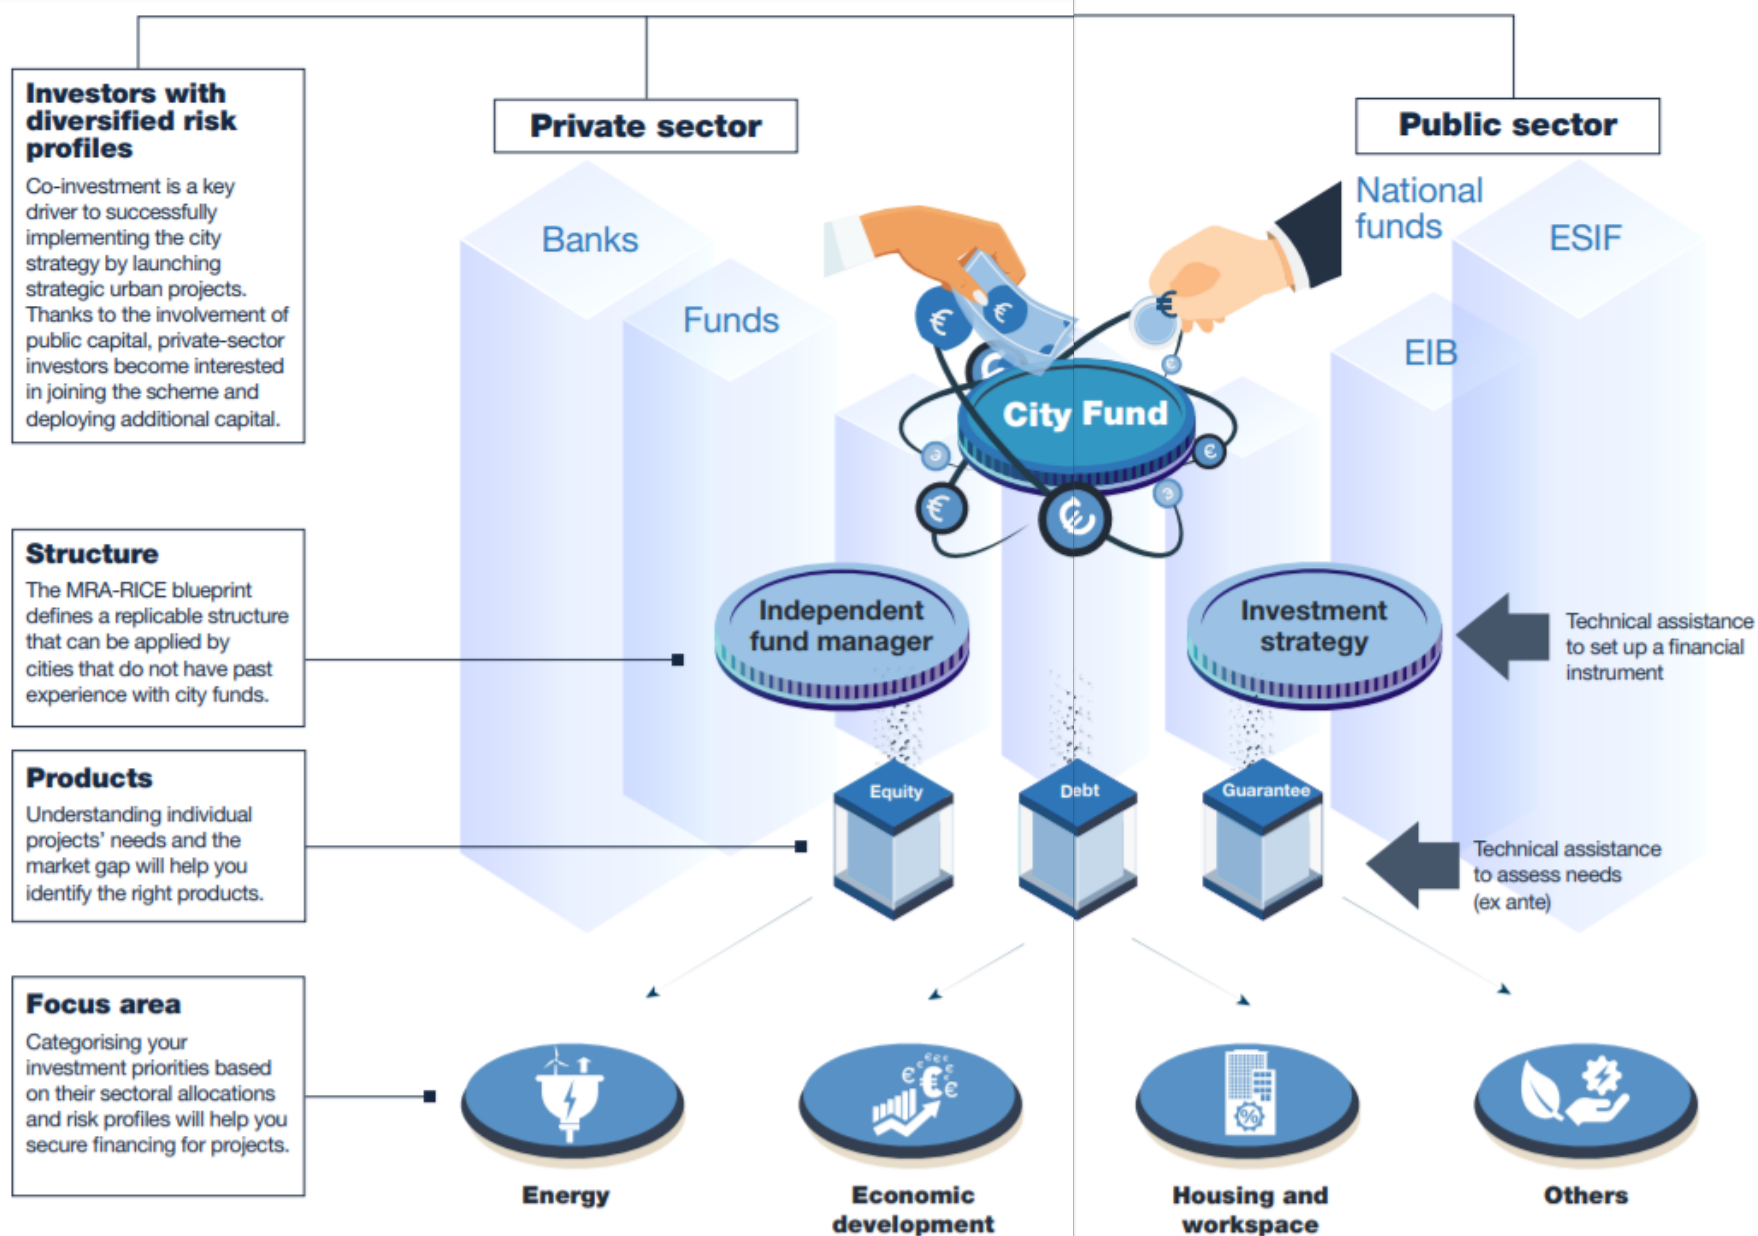 Investors with
diversified risk
profiles
Co-investment is a key
driver to successfully
implementing the city
strategy by launching
strategic urban projects.
Thanks to the involvement of
public capital, private-sector
investors become interested
in joining the scheme and
deploying additional capital.
Private sector
Public sector
Banks
Funds
National
funds
ESIF
EIB
€
€
€
City Fund
€
€
Structure
The MRA-RICE blueprint
defines a replicable structure
that can be applied by
cities that do not have past
experience with city funds.
Independent
fund manager
Investment
strategy
Technical assistance
to set up a financial
instrument
Products
Understanding individual
projects' needs and the
market gap will help you
identify the right products.
Equity
Debt
Guarantee
Technical assistance
to assess needs
(ex ante)
Focus area
Categorising your
investment priorities based
on their sectoral allocations
and risk profiles will help you
secure financing for projects.
€ € €
%
Energy
Economic
development
Housing and
workspace
Others